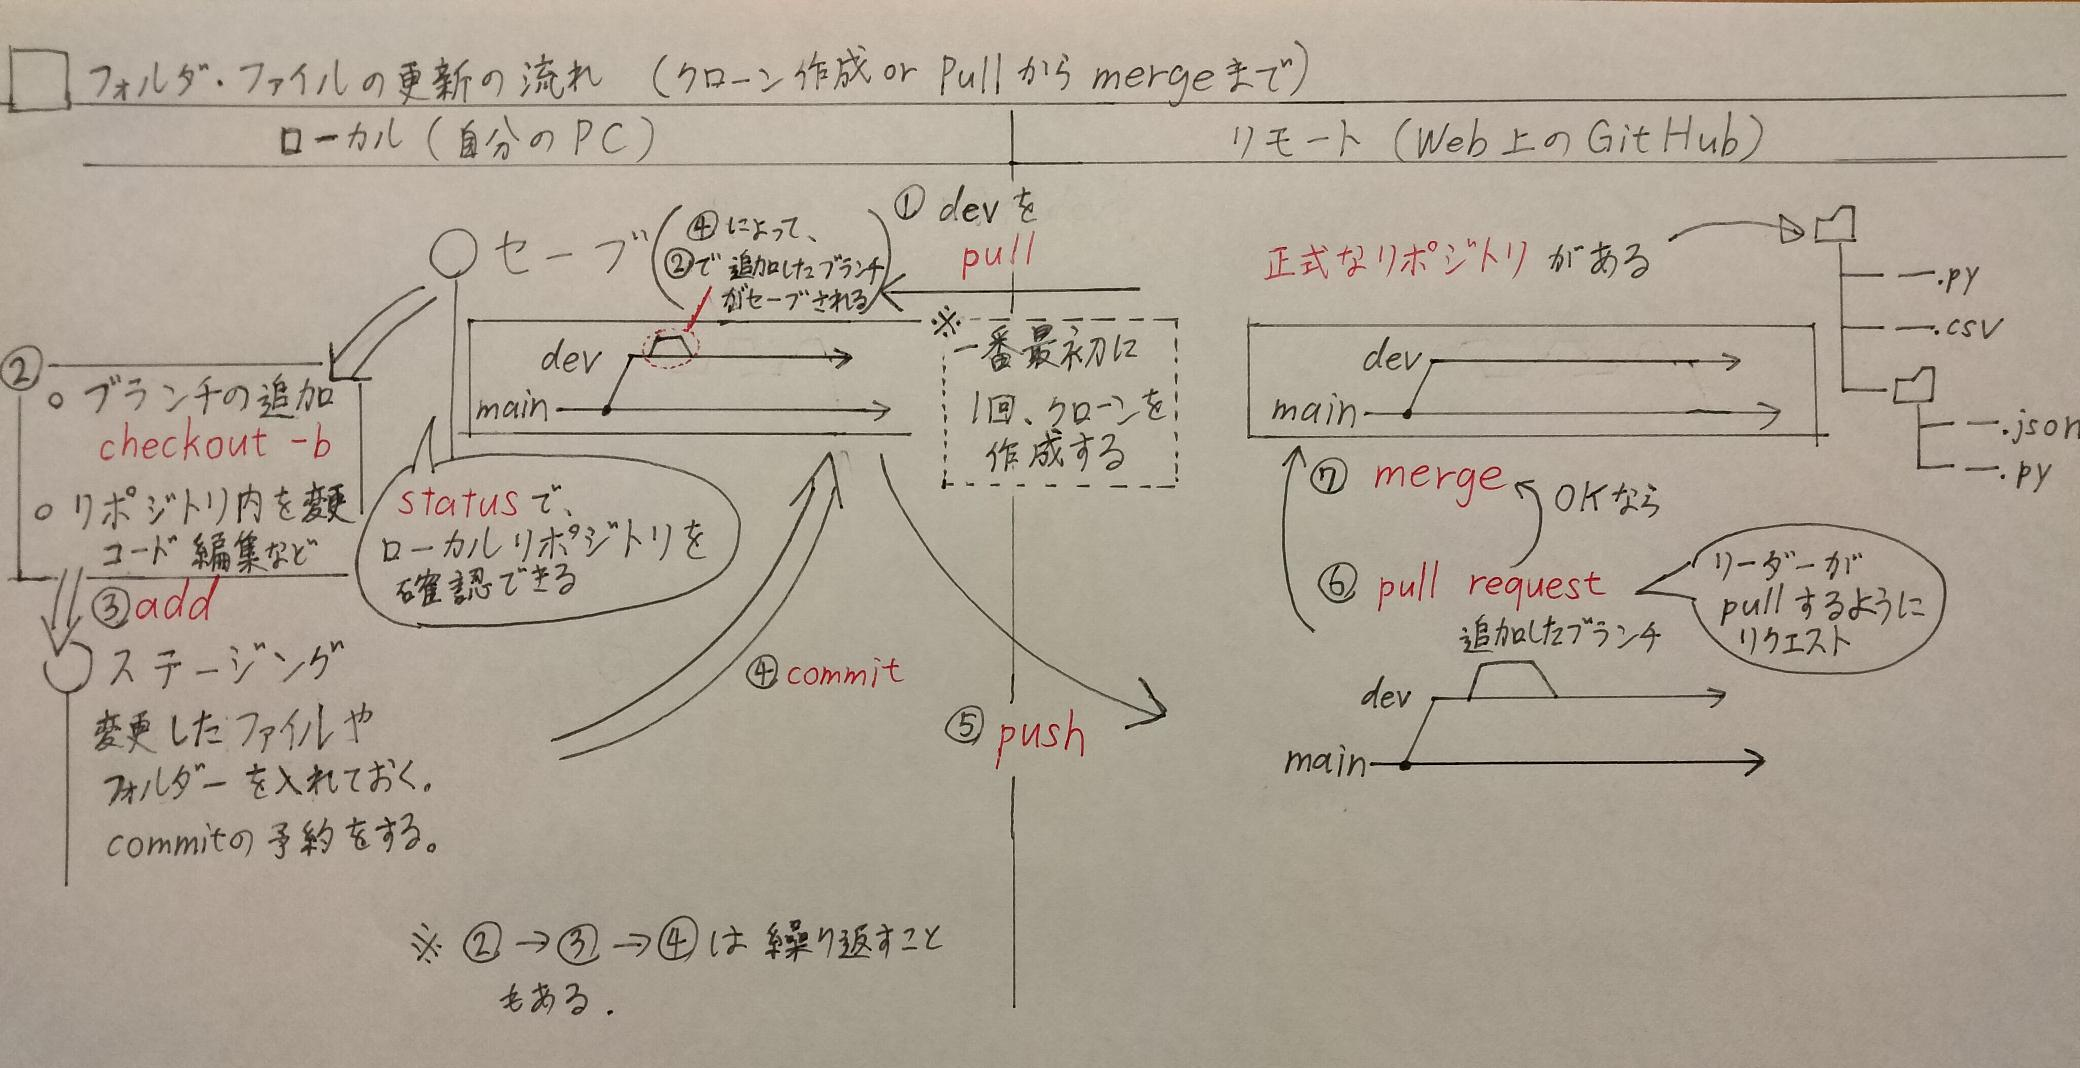 フォルダ・ファイルの更新の流れ (クローン作成 or Pullから mergeまで)
ローカル (自分のPC)
リモート (Web上のGitHub)
① devを
pull
※一番最初に
1回、クローンを
作成する
セーブ
④によって、
②で追加したブランチ
がセーブされる
dev
main
②
○ ブランチの追加
checkout -b
○ リポジトリ内を変更
コード編集など
statusで、
ローカルリポジトリを
確認できる
③add
ステージング
変更したファイルや
フォルダーを入れておく。
commitの予約をする。
④commit
⑤push
※ ②→③→④は繰り返すこと
もある.
正式なリポジトリがある
.py
.csv
.json
.py
dev
main
⑦ merge
OKなら
⑥ pull request
リーダーが
pullするように
リクエスト
追加したブランチ
dev
main